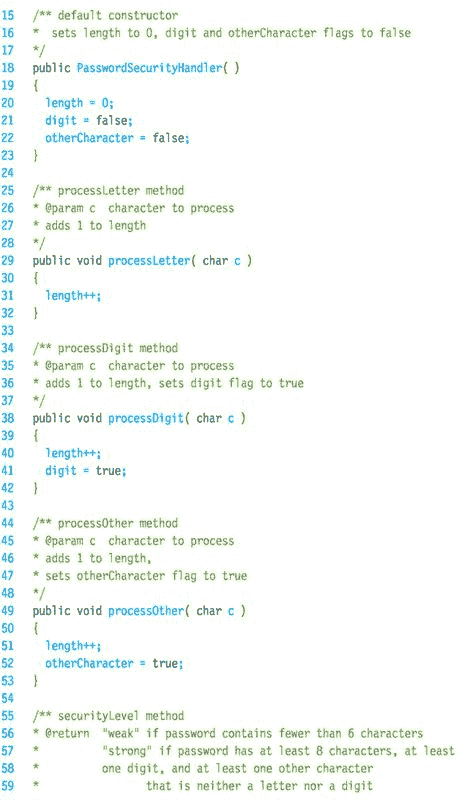 15 /** default constructor
16 * sets length to 0, digit and otherCharacter flags to false
17 */
18 public PasswordSecurityHandler( )
19 {
20 length = 0;
21 digit = false;
22 otherCharacter = false;
23 }
24
25 /** processLetter method
26 * @param c character to process
27 * adds 1 to length
28 */
29 public void processLetter( char c )
30 {
31 length++;
32 }
33
34 /** processDigit method
35 * @param c character to process
36 * adds 1 to length, sets digit flag to true
37 */
38 public void processDigit( char c )
39 {
40 length++;
41 digit = true;
42 }
43
44 /** processOther method
45 * @param c character to process
46 * adds 1 to length,
47 * sets otherCharacter flag to true
48 */
49 public void processOther( char c )
50 {
51 length++;
52 otherCharacter = true;
53 }
54
55 /** securityLevel method
56 * @return "weak" if password contains fewer than 6 characters
57 * "strong" if password has at least 8 characters, at least
58 * one digit, and at least one other character
59 * that is neither a letter nor a digit